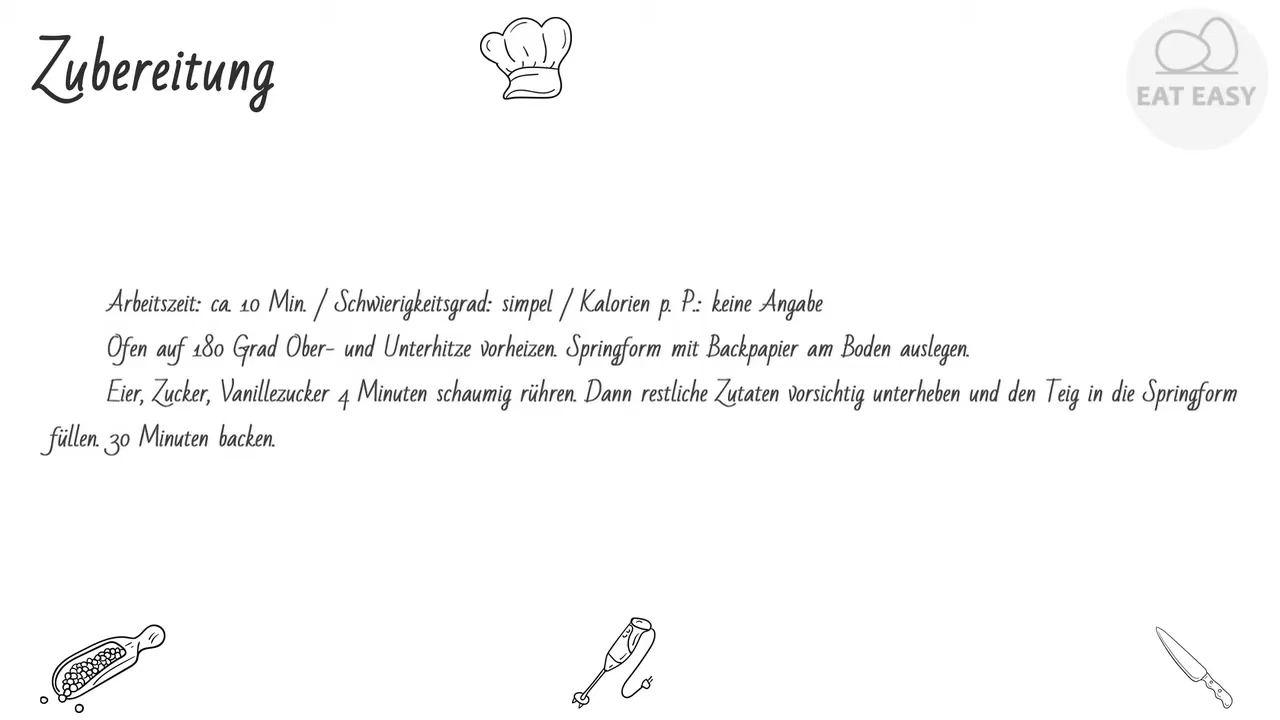 Zubereitung
EAT EASY
Arbeitszeit: ca. 10 Min. / Schwierigkeitsgrad: simpel / Kalorien p. P.: keine Angabe
Ofen auf 180 Grad Ober- und Unterhitze vorheizen. Springform mit Backpapier am Boden auslegen.
Eier, Zucker, Vanillezucker 4 Minuten schaumig rühren. Dann restliche Zutaten vorsichtig unterheben und den Teig in die Springform
füllen. 30 Minuten backen.